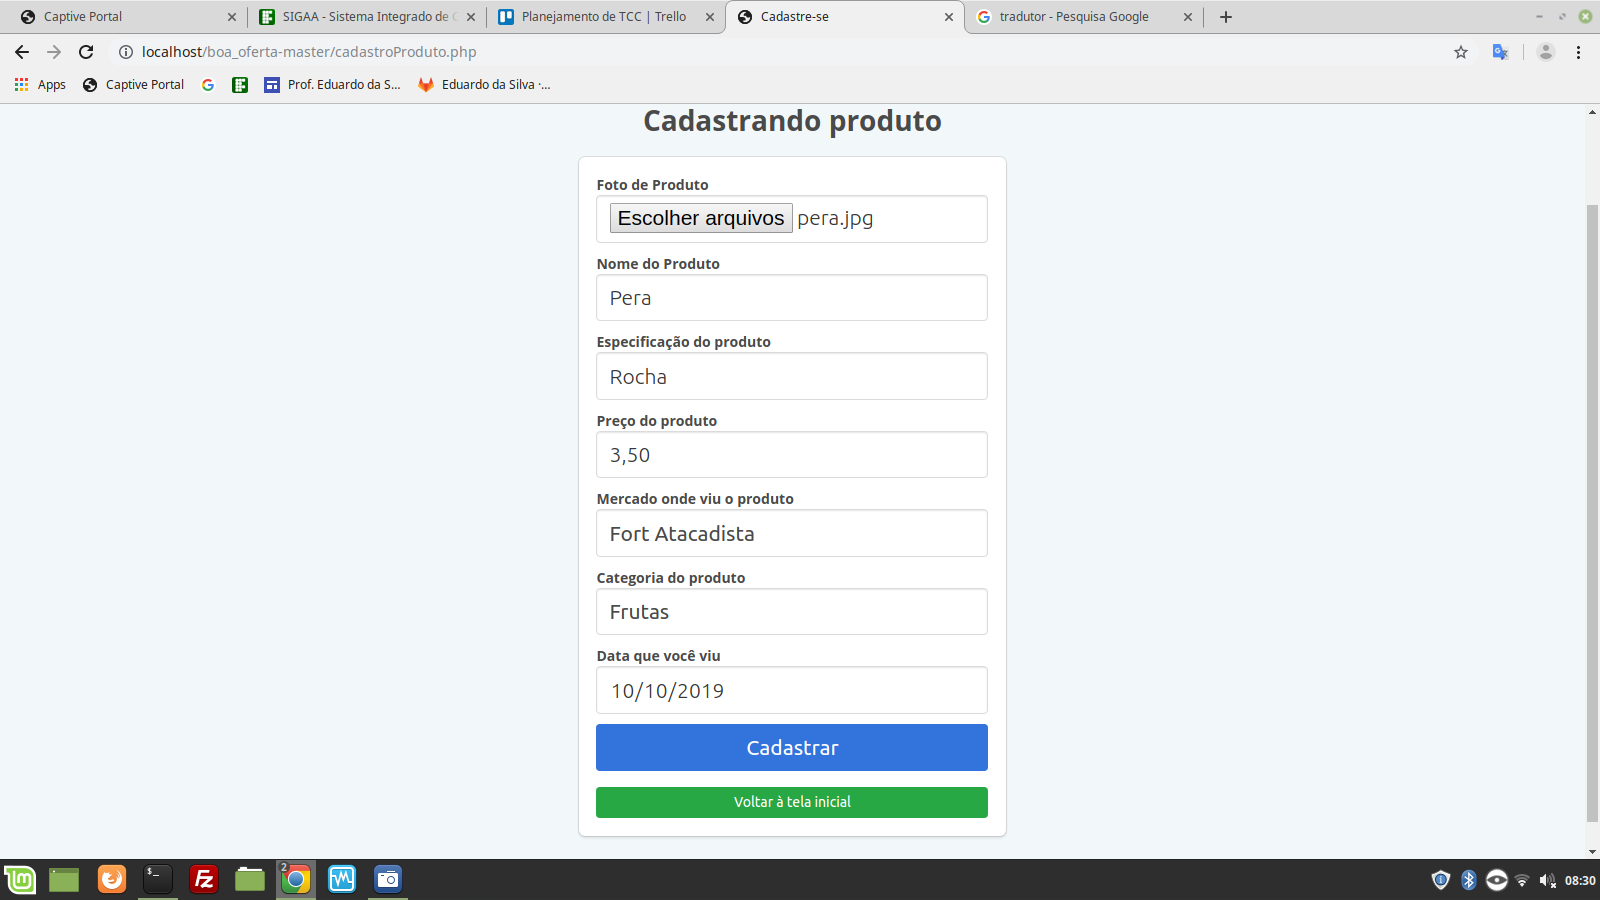 Captive Portal
SIGAA - Sistema Integrado de
Planejamento de TCC | Trello
Cadastre-se
tradutor - Pesquisa Google
localhost/boa_oferta-master/cadastroProduto.php
Apps
Captive Portal
Prof. Eduardo da S...
Eduardo da Silva ·...
Cadastrando produto
Foto de Produto
Escolher arquivos pera.jpg
Nome do Produto
Pera
Especificação do produto
Rocha
Preço do produto
3,50
Mercado onde viu o produto
Fort Atacadista
Categoria do produto
Frutas
Data que você viu
10/10/2019
Cadastrar
Voltar à tela inicial
2
08:30